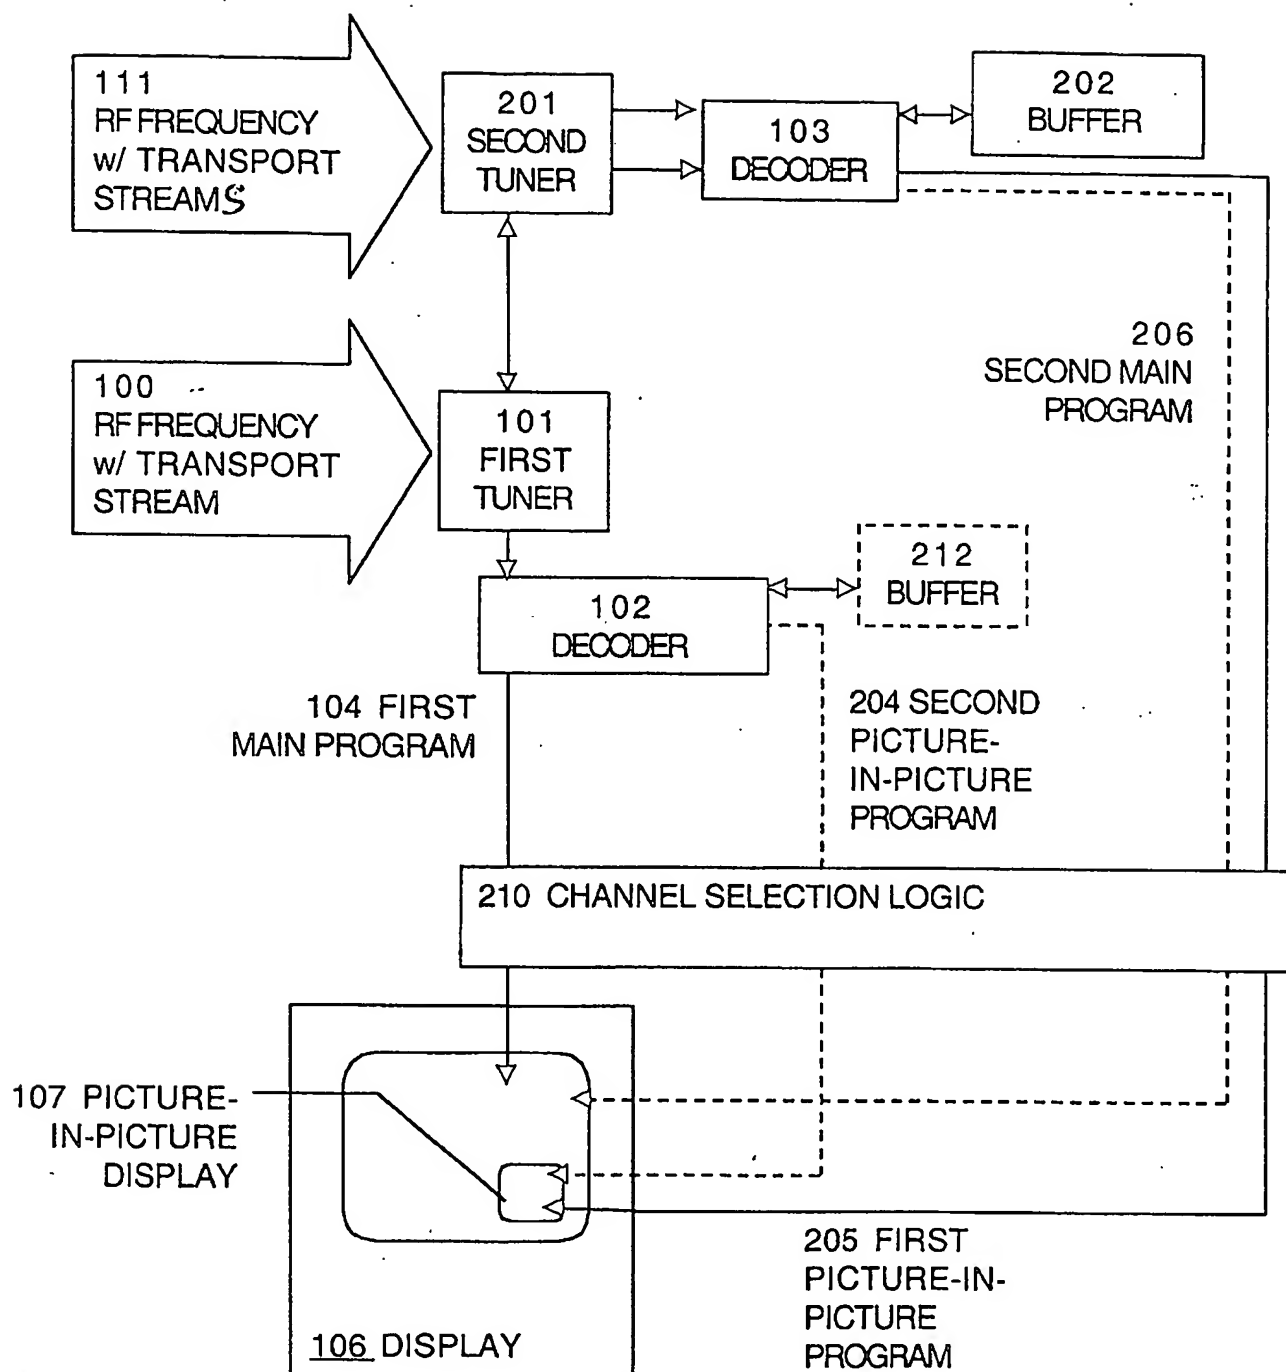 111
RF FREQUENCY
w/ TRANSPORT
STREAMS
201
SECOND
TUNER
103
DECODER
202
BUFFER
206
SECOND MAIN
PROGRAM
100
RF FREQUENCY
w/ TRANSPORT
STREAM
101
FIRST
TUNER
212
BUFFER
102
DECODER
104 FIRST
MAIN PROGRAM
204 SECOND
PICTURE-
IN-PICTURE
PROGRAM
210 CHANNEL SELECTION LOGIC
107 PICTURE-
IN-PICTURE
DISPLAY
205 FIRST
PICTURE-IN-
PICTURE
PROGRAM
106 DISPLAY